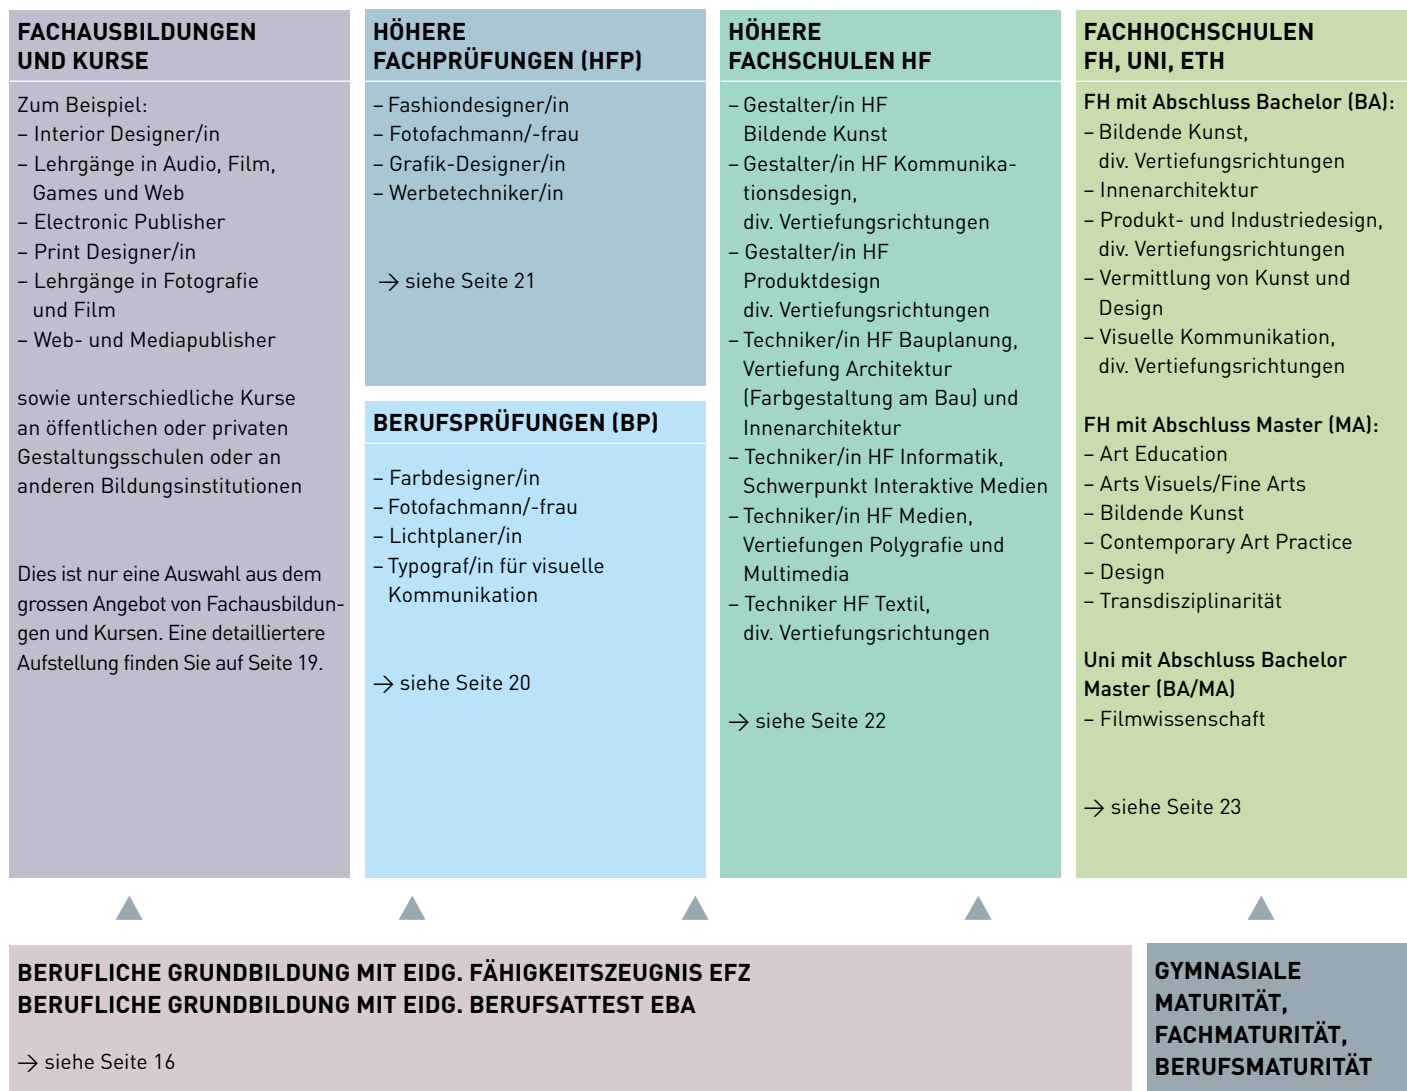 FACHAUSBILDUNGEN
UND KURSE
Zum Beispiel:
– Interior Designer/in
– Lehrgänge in Audio, Film,
Games und Web
– Electronic Publisher
– Print Designer/in
– Lehrgänge in Fotografie
und Film
– Web- und Mediapublisher
sowie unterschiedliche Kurse
an öffentlichen oder privaten
Gestaltungsschulen oder an
anderen Bildungsinstitutionen
Dies ist nur eine Auswahl aus dem
grossen Angebot von Fachausbildun-
gen und Kursen. Eine detailliertere
Aufstellung finden Sie auf Seite 19.
HÖHERE
FACHPRÜFUNGEN (HFP)
– Fashiondesigner/in
– Fotofachmann/-frau
– Grafik-Designer/in
– Werbetechniker/in
→ siehe Seite 21
BERUFSPRÜFUNGEN (BP)
– Farbdesigner/in
– Fotofachmann/-frau
– Lichtplaner/in
– Typograf/in für visuelle
Kommunikation
→ siehe Seite 20
HÖHERE
FACHSCHULEN HF
– Gestalter/in HF
Bildende Kunst
– Gestalter/in HF Kommunika-
tionsdesign,
div. Vertiefungsrichtungen
– Gestalter/in HF
Produktdesign
div. Vertiefungsrichtungen
– Techniker/in HF Bauplanung,
Vertiefung Architektur
(Farbgestaltung am Bau) und
Innenarchitektur
– Techniker/in HF Informatik,
Schwerpunkt Interaktive Medien
– Techniker/in HF Medien,
Vertiefungen Polygrafie und
Multimedia
– Techniker HF Textil,
div. Vertiefungsrichtungen
→ siehe Seite 22
FACHHOCHSCHULEN
FH, UNI, ETH
FH mit Abschluss Bachelor (BA):
– Bildende Kunst,
div. Vertiefungsrichtungen
– Innenarchitektur
– Produkt- und Industriedesign,
div. Vertiefungsrichtungen
– Vermittlung von Kunst und
Design
– Visuelle Kommunikation,
div. Vertiefungsrichtungen
FH mit Abschluss Master (MA):
– Art Education
– Arts Visuels/Fine Arts
– Bildende Kunst
– Contemporary Art Practice
– Design
– Transdisziplinarität
Uni mit Abschluss Bachelor
Master (BA/MA)
– Filmwissenschaft
→ siehe Seite 23
BERUFLICHE GRUNDBILDUNG MIT EIDG. FÄHIGKEITSZEUGNIS EFZ
BERUFLICHE GRUNDBILDUNG MIT EIDG. BERUFSATTEST EBA
→ siehe Seite 16
GYMNASIALE
MATURITÄT,
FACHMATURITÄT,
BERUFSMATURITÄT